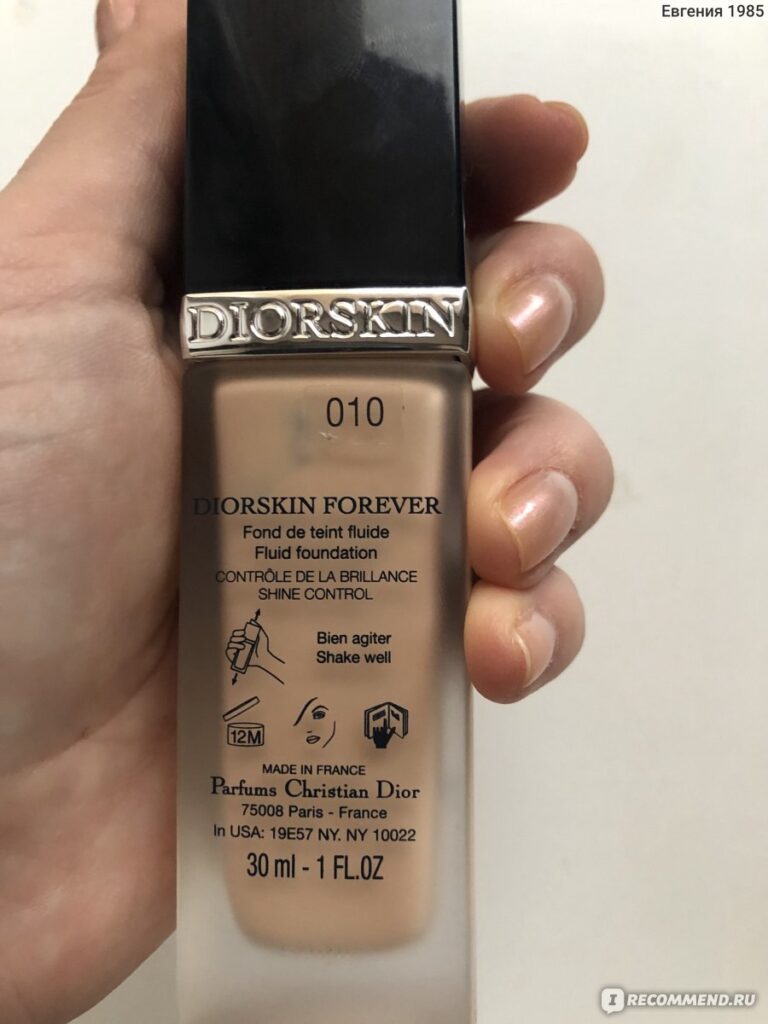 Евгения 1985
DIORSKIN
010
DIORSKIN FOREVER
Fond de teint fluide
Fluid foundation
CONTRÔLE DE LA BRILLANCE
SHINE CONTROL
Bien agiter
Shake well
12M
MADE IN FRANCE
Parfums Christian Dior
75008 Paris - France
In USA: 19E57 NY. NY 10022
30 ml - 1 FL.OZ
I RECOMMEND.RU